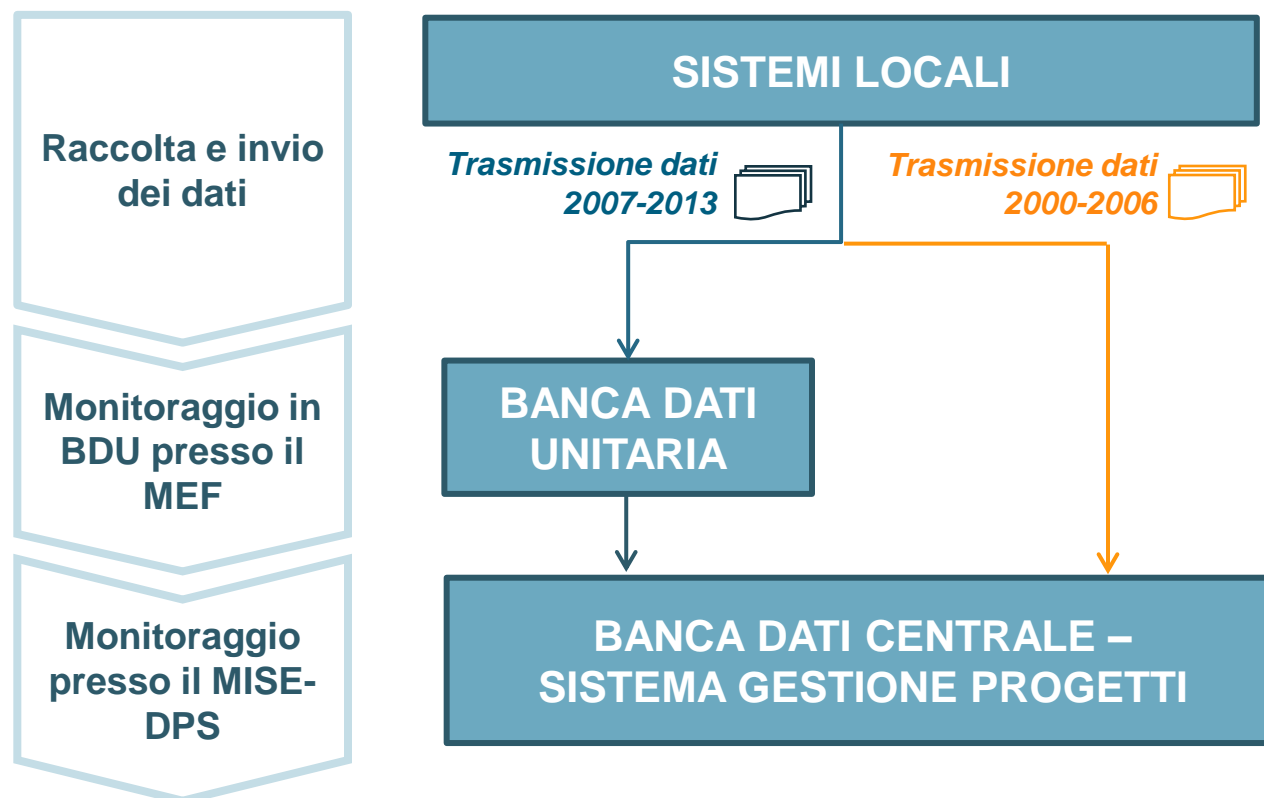 SISTEMI LOCALI
Raccolta e invio
dei dati
Trasmissione dati
2007-2013
Trasmissione dati
2000-2006
Monitoraggio in
BDU presso il
MEF
BANCA DATI
UNITARIA
Monitoraggio
presso il MISE-
DPS
BANCA DATI CENTRALE –
SISTEMA GESTIONE PROGETTI